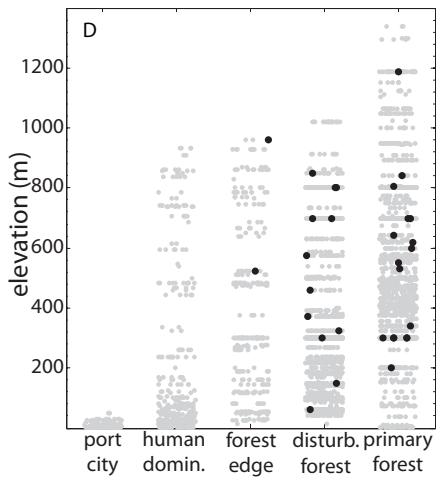 D
elevation (m)
1200
1000
800
600
400
200
port city
human domin.
forest edge
disturb. forest
primary forest